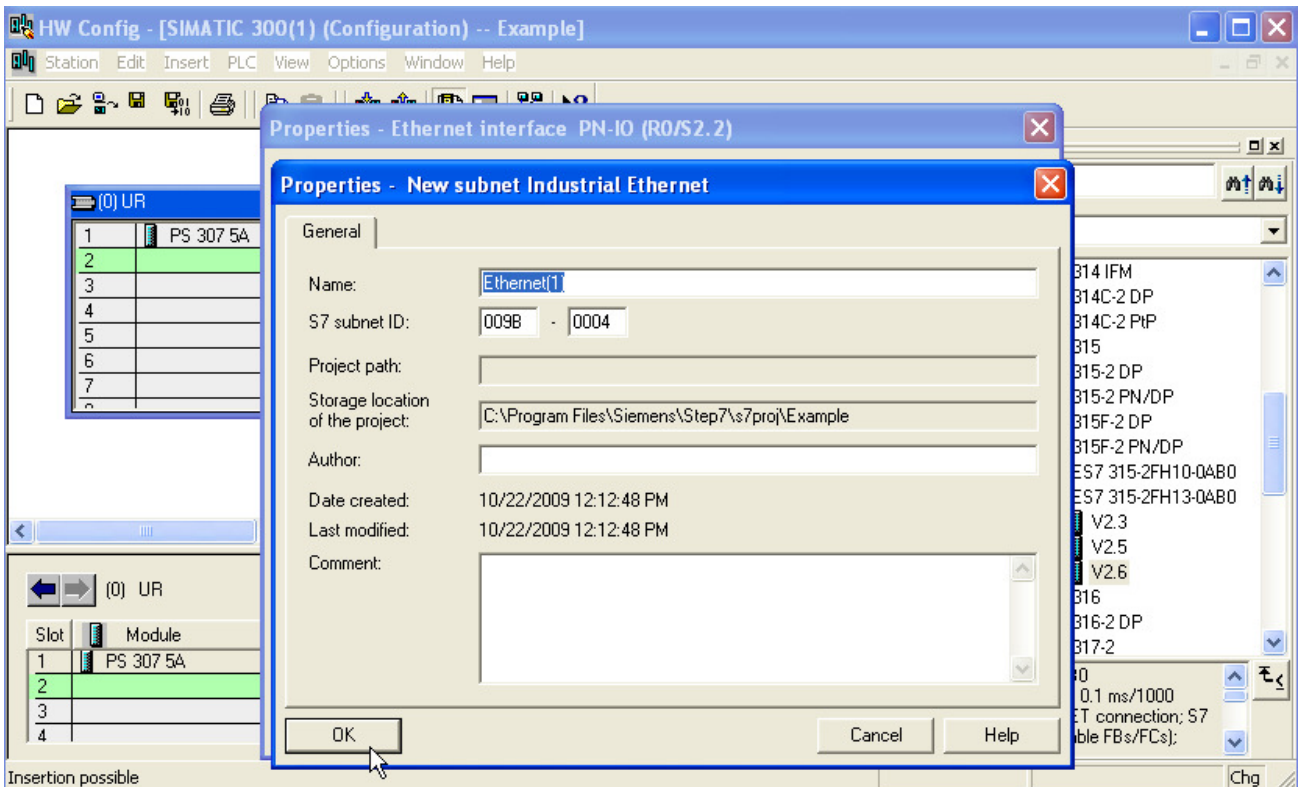 HW Config - [SIMATIC 300(1) (Configuration) -- Example]
Station Edit Insert PLC View Options Window Help
Properties - Ethernet interface PN-IO (R0/S2.2)
Properties - New subnet Industrial Ethernet
General
Name: Ethernet(1)
S7 subnet ID: 009B - 0004
Project path:
Storage location
of the project: C:\Program Files\Siemens\Step7\s7proj\Example
Author:
Date created: 10/22/2009 12:12:48 PM
Last modified: 10/22/2009 12:12:48 PM
Comment:
OK Cancel Help
(0) UR
1 PS 307 5A
2
3
4
5
6
7
(0) UR
Slot Module
1 PS 307 5A
2
3
4
314 IFM
314C-2 DP
314C-2 PtP
315
315-2 DP
315-2 PN/DP
315F-2 DP
315F-2 PN/DP
ES7 315-2FH10-0AB0
ES7 315-2FH13-0AB0
V2.3
V2.5
V2.6
316
316-2 DP
317-2
0.1 ms/1000
ET connection; S7
ble FBs/FCs);
Insertion possible
Chg